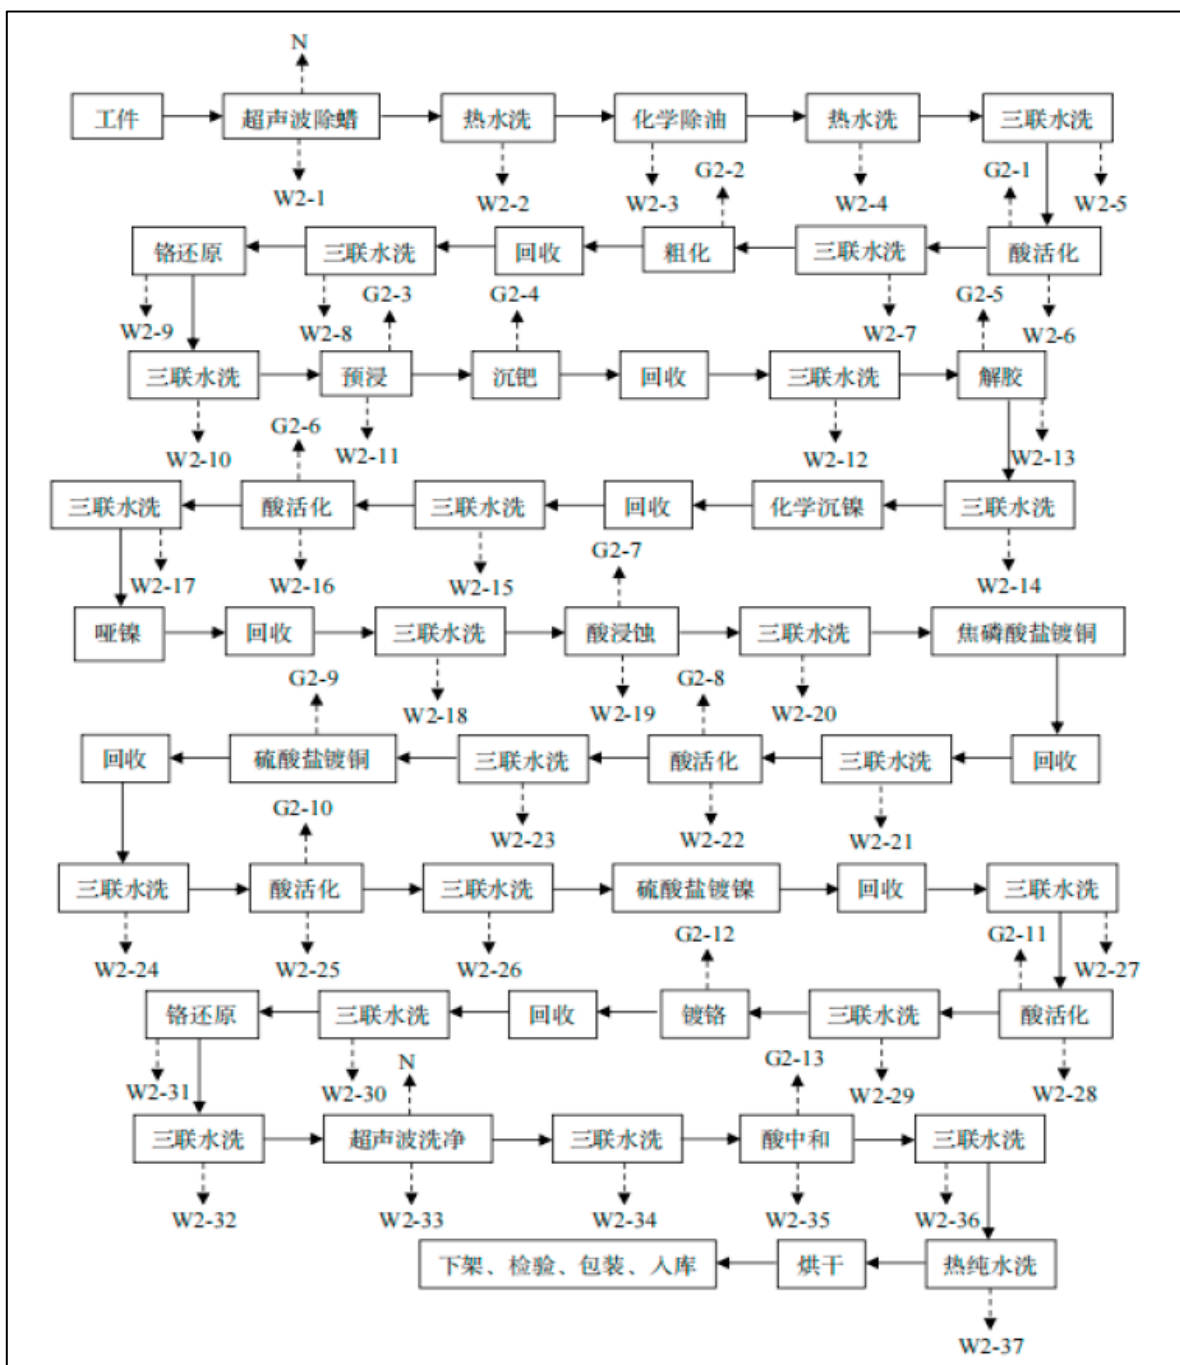 N
工件 超声波除蜡 热水洗 化学除油 热水洗 三联水洗
W2-1 W2-2 W2-3 G2-2 W2-4 G2-1 W2-5
铬还原 三联水洗 回收 粗化 三联水洗 酸活化
W2-9 W2-8 G2-3 G2-4 W2-7 G2-5 W2-6
三联水洗 预浸 沉钯 回收 三联水洗 解胶
W2-10 G2-6 W2-11 W2-12 W2-13
三联水洗 酸活化 三联水洗 回收 化学沉镍 三联水洗
W2-17 W2-16 W2-15 G2-7 W2-14
哑镍 回收 三联水洗 酸浸蚀 三联水洗 焦磷酸盐镀铜
G2-9 W2-18 W2-19 G2-8 W2-20
回收 硫酸盐镀铜 三联水洗 酸活化 三联水洗 回收
G2-10 W2-23 W2-22 W2-21
三联水洗 酸活化 三联水洗 硫酸盐镀镍 回收 三联水洗
W2-24 W2-25 W2-26 G2-12 G2-11 W2-27
铬还原 三联水洗 回收 镀铬 三联水洗 酸活化
W2-31 W2-30 N G2-13 W2-29 W2-28
三联水洗 超声波洗净 三联水洗 酸中和 三联水洗
W2-32 W2-33 W2-34 W2-35 W2-36
下架、检验、包装、入库 烘干 热纯水洗
W2-37